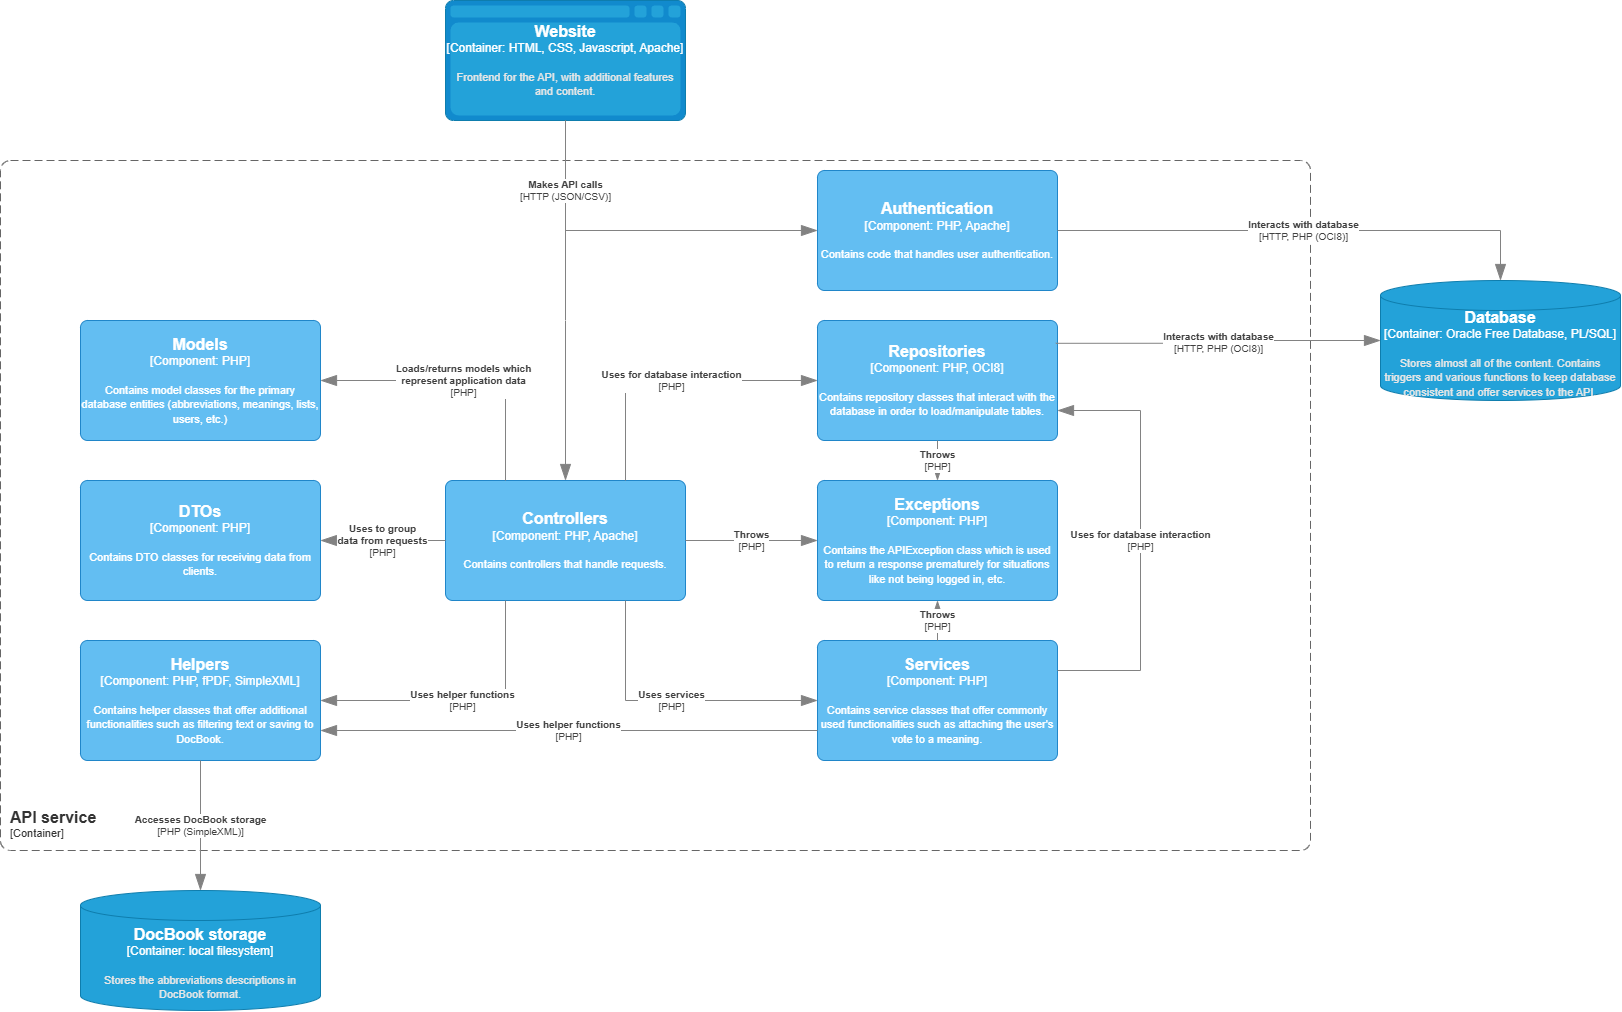 Website
[Container: HTML, CSS, Javascript, Apache]
Frontend for the API, with additional features
and content.
Makes API calls
[HTTP (JSON/CSV)]
Authentication
[Component: PHP, Apache]
Contains code that handles user authentication.
Interacts with database
[HTTP, PHP (OCI8)]
Database
[Container: Oracle Free Database, PL/SQL]
Stores almost all of the content. Contains
triggers and various functions to keep database
consistent and offer services to the API
Models
[Component: PHP]
Contains model classes for the primary
database entities (abbreviations, meanings, lists,
users, etc.)
Loads/returns models which
represent application data
[PHP]
Uses for database interaction
[PHP]
Repositories
[Component: PHP, OCI8]
Contains repository classes that interact with the
database in order to load/manipulate tables.
Interacts with database
[HTTP, PHP (OCI8)]
Throws
[PHP]
DTOs
[Component: PHP]
Contains DTO classes for receiving data from
clients.
Uses to group
data from requests
[PHP]
Controllers
[Component: PHP, Apache]
Contains controllers that handle requests.
Throws
[PHP]
Exceptions
[Component: PHP]
Contains the APIException class which is used
to return a response prematurely for situations
like not being logged in, etc.
Uses for database interaction
[PHP]
Throws
[PHP]
Helpers
[Component: PHP, fPDF, SimpleXML]
Contains helper classes that offer additional
functionalities such as filtering text or saving to
DocBook.
Uses helper functions
[PHP]
Uses services
[PHP]
Uses helper functions
[PHP]
Services
[Component: PHP]
Contains service classes that offer commonly
used functionalities such as attaching the user's
vote to a meaning.
API service
[Container]
Accesses DocBook storage
[PHP (SimpleXML)]
DocBook storage
[Container: local filesystem]
Stores the abbreviations descriptions in
DocBook format.